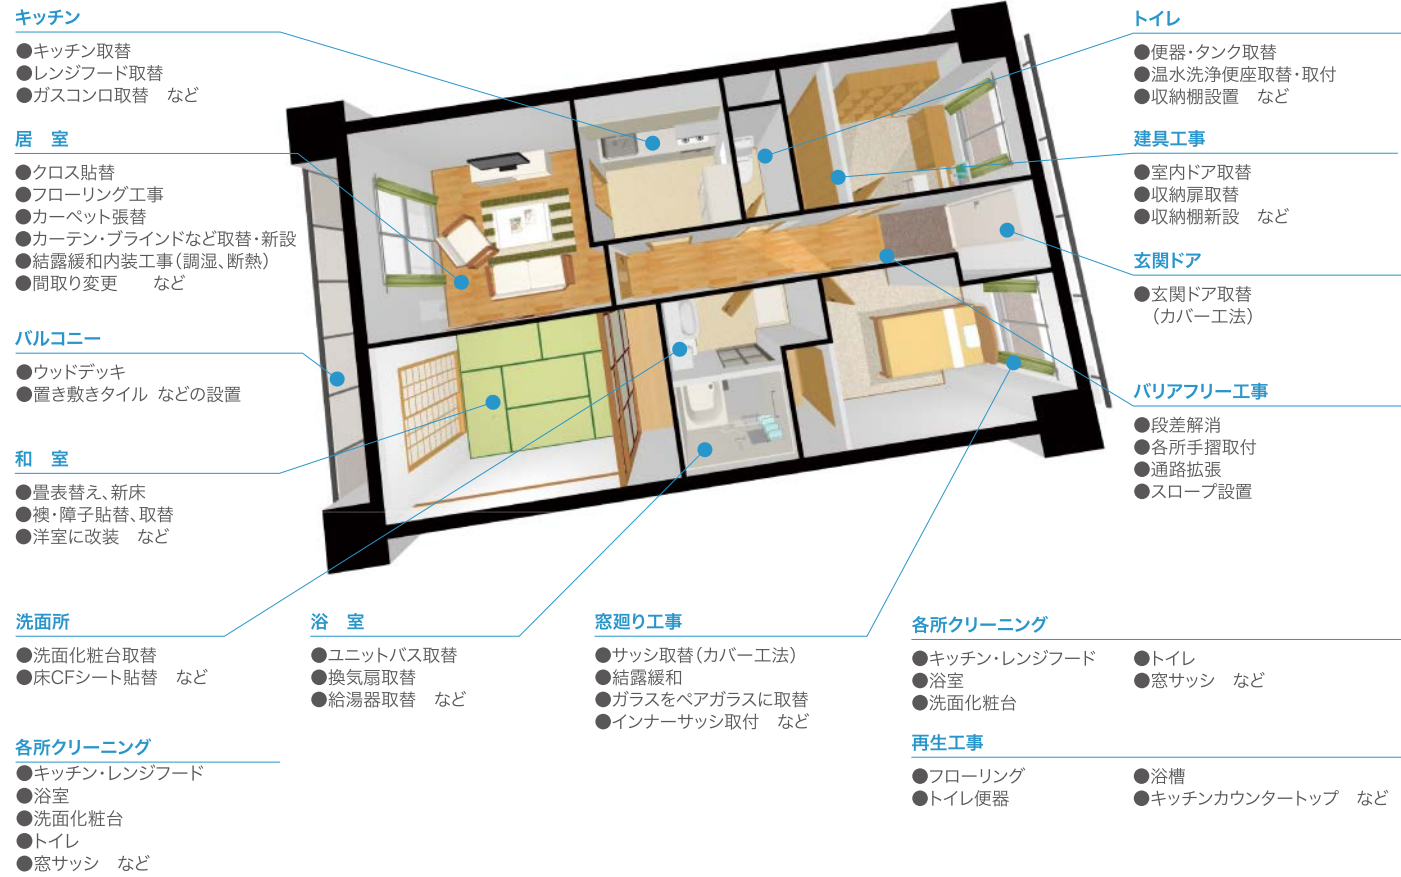 キッチン
●キッチン取替
●レンジフード取替
●ガスコンロ取替　など
居　室
●クロス貼替
●フローリング工事
●カーペット張替
●カーテン・ブラインドなど取替・新設
●結露緩和内装工事（調湿、断熱）
●間取り変更　　など
バルコニー
●ウッドデッキ
●置き敷きタイル などの設置
和　室
●畳表替え、新床
●襖・障子貼替、取替
●洋室に改装　など
洗面所
●洗面化粧台取替
●床CFシート貼替　など
各所クリーニング
●キッチン・レンジフード
●浴室
●洗面化粧台
●トイレ
●窓サッシ　など
浴　室
●ユニットバス取替
●換気扇取替
●給湯器取替　など
窓廻り工事
●サッシ取替（カバー工法）
●結露緩和
●ガラスをペアガラスに取替
●インナーサッシ取付　など
トイレ
●便器・タンク取替
●温水洗浄便座取替・取付
●収納棚設置　など
建具工事
●室内ドア取替
●収納扉取替
●収納棚新設　など
玄関ドア
●玄関ドア取替
（カバー工法）
バリアフリー工事
●段差解消
●各所手摺取付
●通路拡張
●スロープ設置
各所クリーニング
●キッチン・レンジフード
●浴室
●洗面化粧台
●トイレ
●窓サッシ　など
再生工事
●フローリング
●トイレ便器
●浴槽
●キッチンカウンタートップ　など